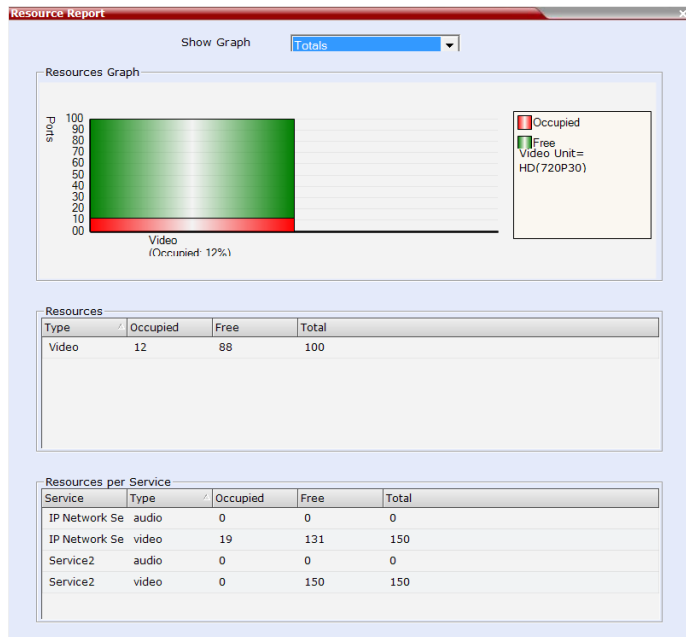 Resource Report
Show Graph Totals
Resources Graph
Ports
100
90
80
70
60
50
40
30
20
10
00
Video
(Occupied: 12%)
Occupied
Free
Video Unit=
HD(720P30)
Resources
Type Occupied Free Total
Video 12 88 100
Resources per Service
Service Type Occupied Free Total
IP Network Se audio 0 0 0
IP Network Se video 19 131 150
Service2 audio 0 0 0
Service2 video 0 150 150